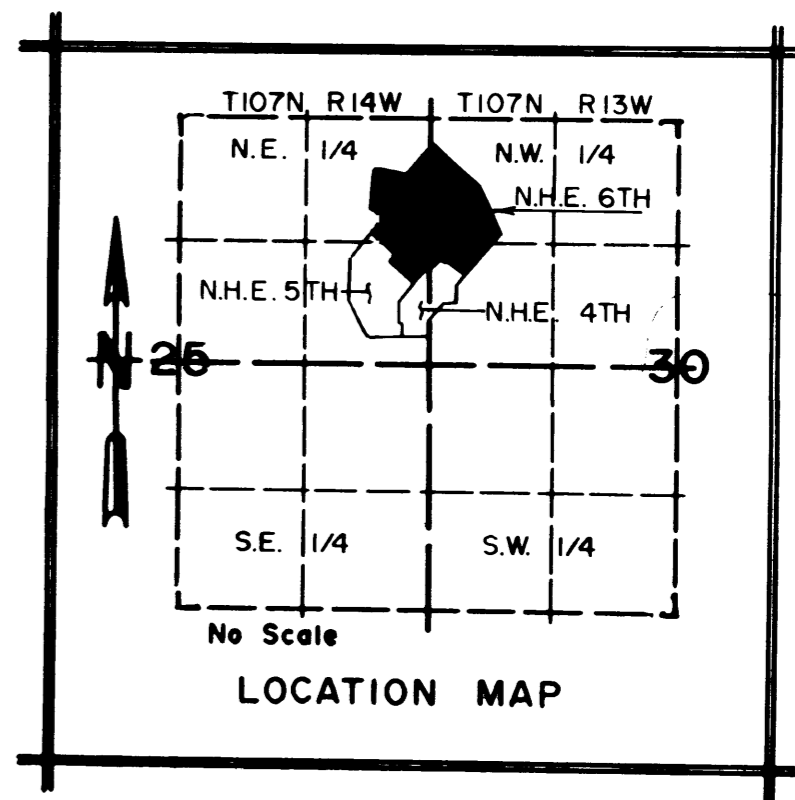 T107N R14W T107N R13W
N.E. 1/4 N.W. 1/4
N.H.E. 6TH
N.H.E. 5TH
N.H.E. 4TH
N 25 30
S.E. 1/4 S.W. 1/4
No Scale
LOCATION MAP